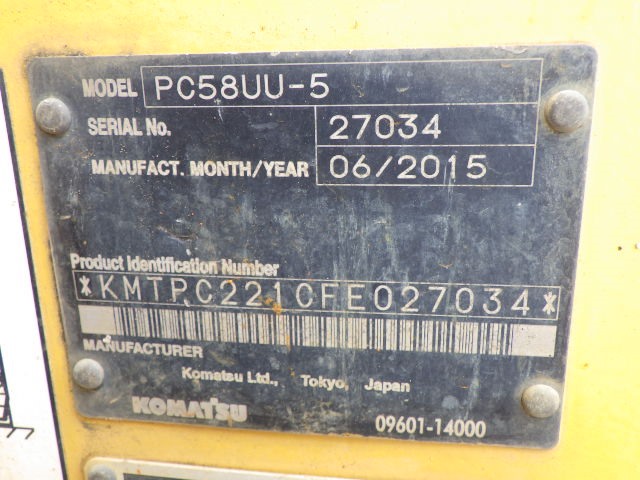 MODEL PC58UU-5
SERIAL No. 27034
MANUFACT. MONTH/YEAR 06/2015
Product Identification Number
*KMTPC221CFE027034*
MANUFACTURER
Komatsu Ltd., Tokyo, Japan
KOMATSU 09601-14000